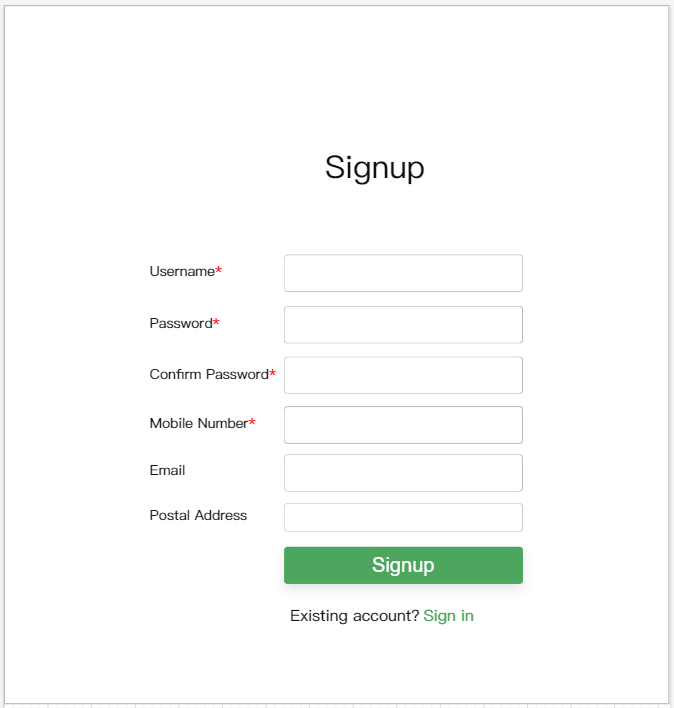 Signup
Username*
Password*
Confirm Password*
Mobile Number*
Email
Postal Address
Signup
Existing account? Sign in